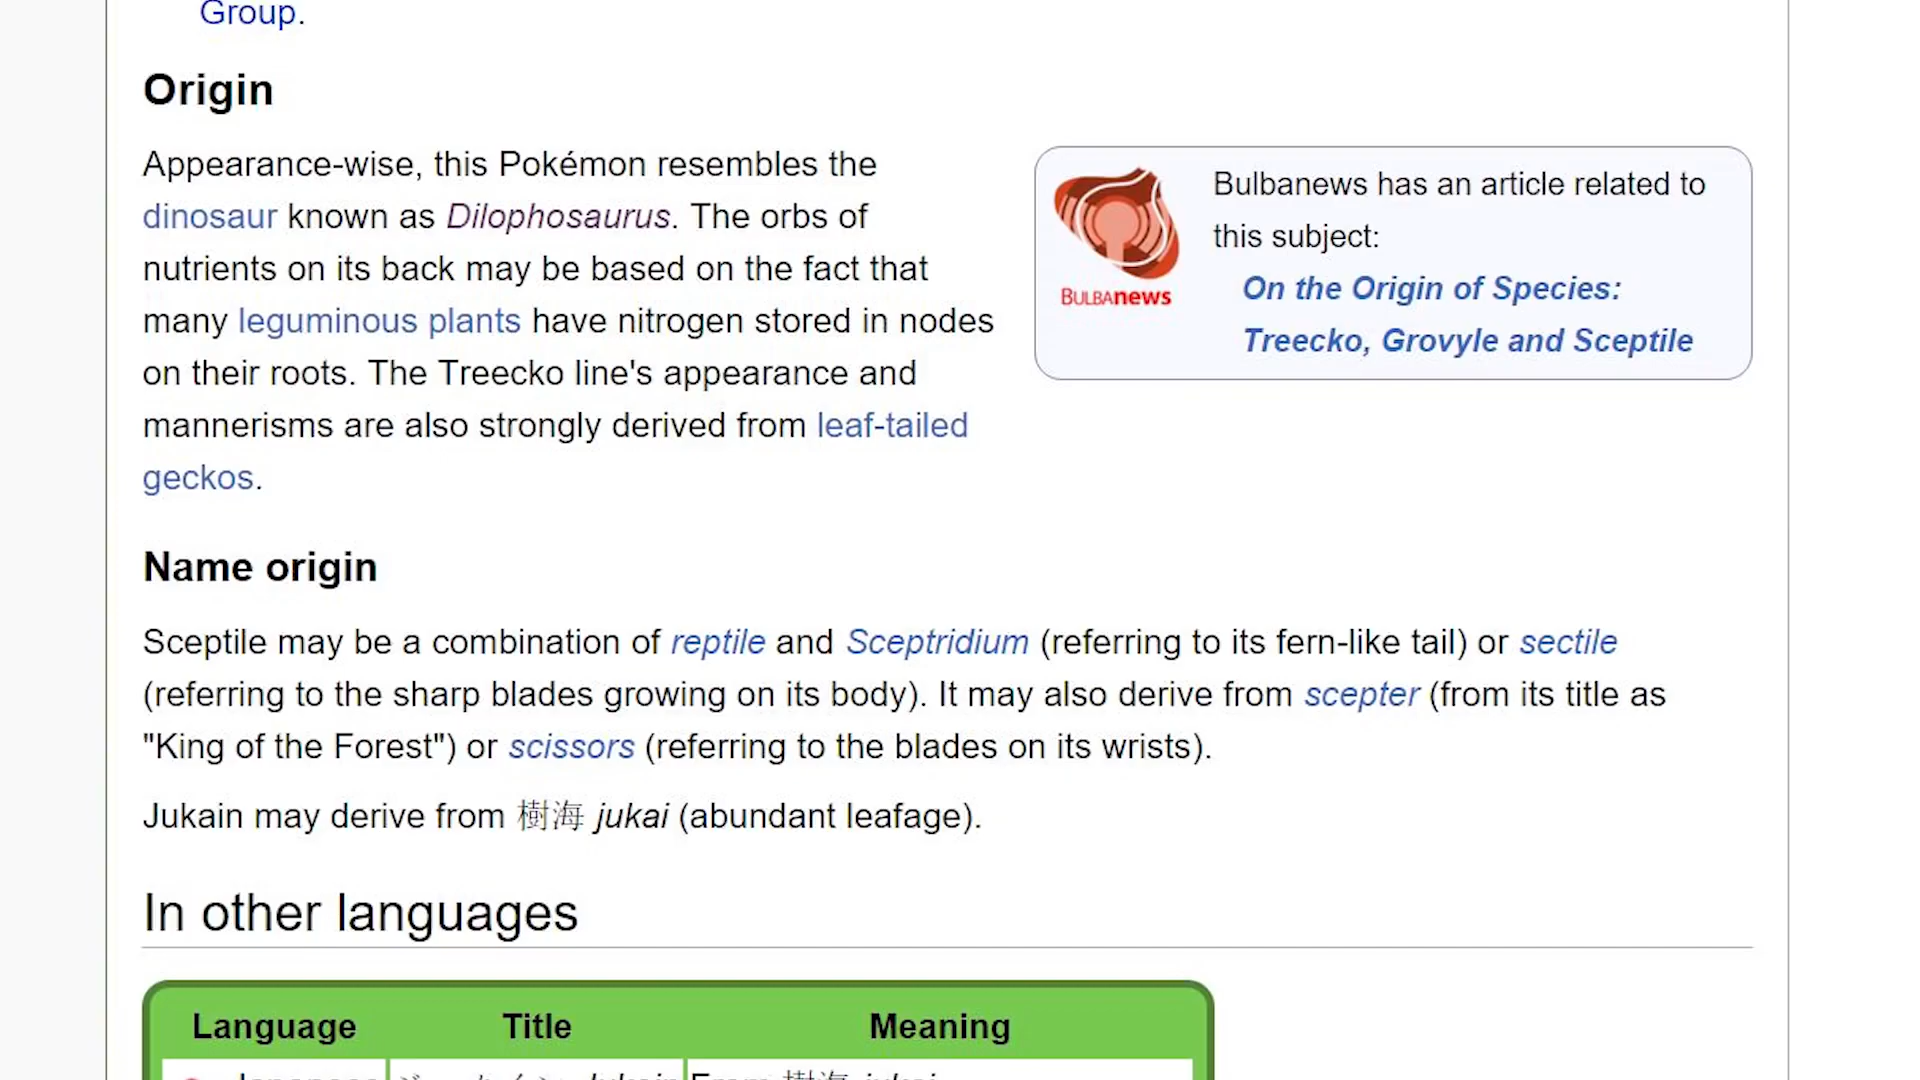 Group.
Origin
Appearance-wise, this Pokémon resembles the
dinosaur known as Dilophosaurus. The orbs of
nutrients on its back may be based on the fact that
many leguminous plants have nitrogen stored in nodes
on their roots. The Treecko line's appearance and
mannerisms are also strongly derived from leaf-tailed
geckos.
Bulbanews has an article related to
this subject:
On the Origin of Species:
Treecko, Grovyle and Sceptile
BULBAnews
Name origin
Sceptile may be a combination of reptile and Sceptridium (referring to its fern-like tail) or sectile
(referring to the sharp blades growing on its body). It may also derive from scepter (from its title as
"King of the Forest") or scissors (referring to the blades on its wrists).
Jukain may derive from 樹海 jukai (abundant leafage).
In other languages
Language Title Meaning
From 樹海 jukai